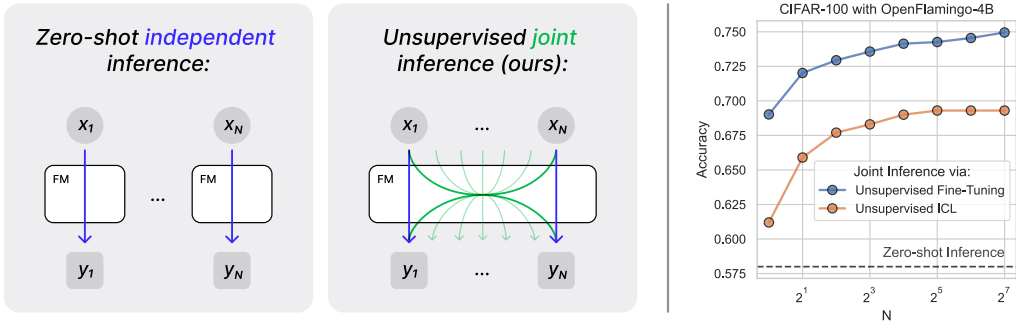 Zero-shot independent
inference:
x1
xN
FM
...
FM
y1
yN
Unsupervised joint
inference (ours):
x1
...
xN
FM
y1
...
yN
CIFAR-100 with OpenFlamingo-4B
Accuracy
0.750
0.725
0.700
0.675
0.650
0.625
0.600
0.575
Joint Inference via:
Unsupervised Fine-Tuning
Unsupervised ICL
Zero-shot Inference
2^1
2^3
2^5
2^7
N